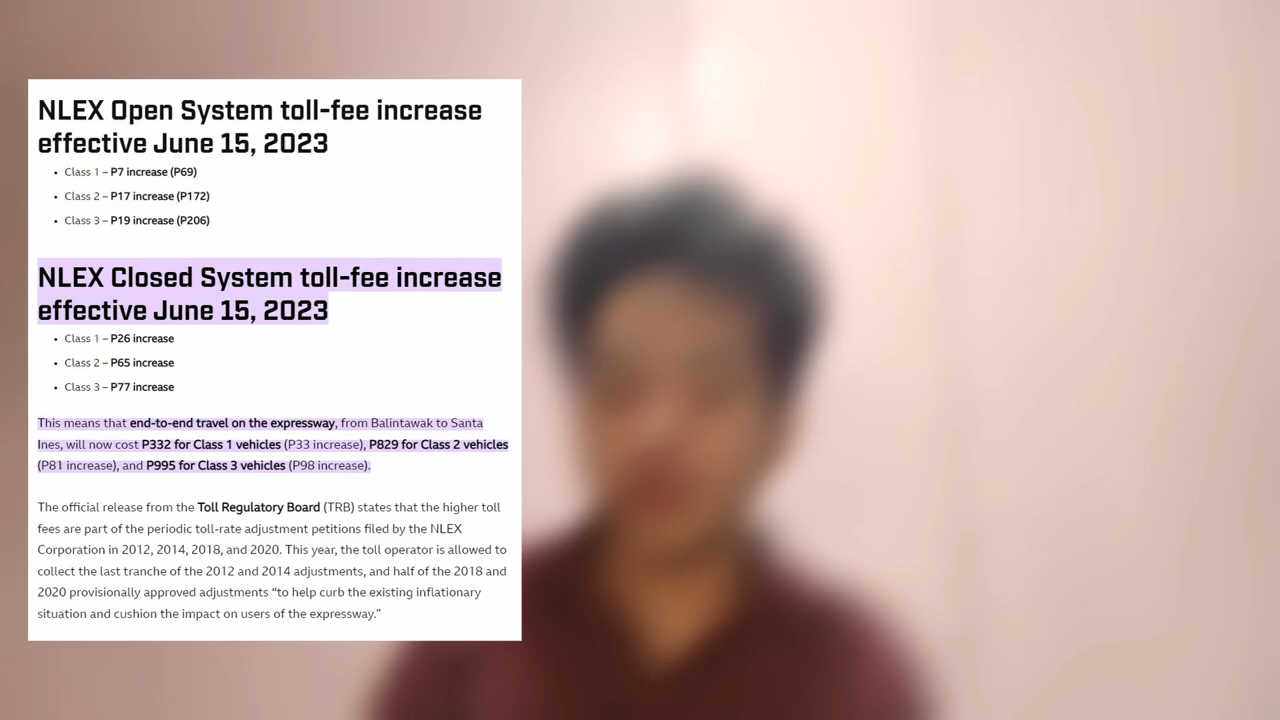 NLEX Open System toll-fee increase
effective June 15, 2023
• Class 1 – P7 increase (P69)
• Class 2 – P17 increase (P172)
• Class 3 – P19 increase (P206)
NLEX Closed System toll-fee increase
effective June 15, 2023
• Class 1 – P26 increase
• Class 2 – P65 increase
• Class 3 – P77 increase
This means that end-to-end travel on the expressway, from Balintawak to Santa
Ines, will now cost P332 for Class 1 vehicles (P33 increase), P829 for Class 2 vehicles
(P81 increase), and P995 for Class 3 vehicles (P98 increase).
The official release from the Toll Regulatory Board (TRB) states that the higher toll
fees are part of the periodic toll-rate adjustment petitions filed by the NLEX
Corporation in 2012, 2014, 2018, and 2020. This year, the toll operator is allowed to
collect the last tranche of the 2012 and 2014 adjustments, and half of the 2018 and
2020 provisionally approved adjustments “to help curb the existing inflationary
situation and cushion the impact on users of the expressway.”